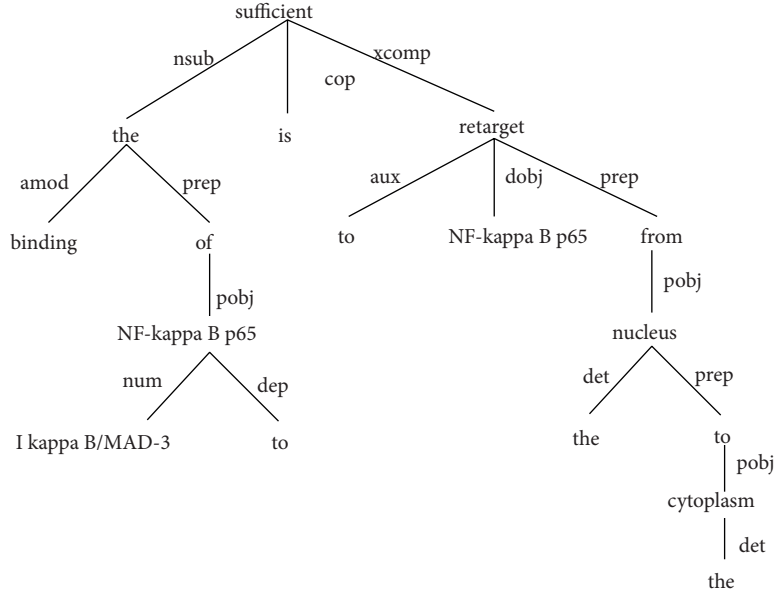 sufficient
nsub
xcomp
cop
the
is
retarget
amod
prep
aux
dobj
prep
binding
of
to
NF-kappa B p65
from
pobj
pobj
NF-kappa B p65
nucleus
num
dep
det
prep
I kappa B/MAD-3
to
the
to
pobj
cytoplasm
det
the